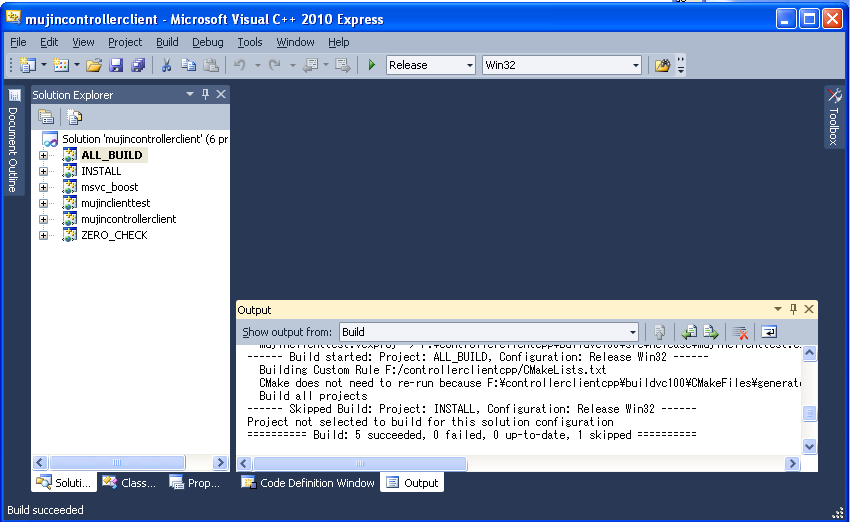 mujincontrollerclient - Microsoft Visual C++ 2010 Express
File Edit View Project Build Debug Tools Window Help
Release Win32
Document Outline
Solution Explorer
Solution 'mujincontrollerclient' (6 pr
ALL_BUILD
INSTALL
msvc_boost
mujinclienttest
mujincontrollerclient
ZERO_CHECK
Toolbox
Output
Show output from: Build
------ Build started: Project: ALL_BUILD, Configuration: Release Win32 ------
Building Custom Rule F:/controllerclientcpp/CMakeLists.txt
CMake does not need to re-run because F:¥controllerclientcpp¥buildvc100¥CMakeFiles¥generat
Build all projects
------ Skipped Build: Project: INSTALL, Configuration: Release Win32 ------
Project not selected to build for this solution configuration
========== Build: 5 succeeded, 0 failed, 0 up-to-date, 1 skipped ==========
Soluti... Class... Prop... Code Definition Window Output
Build succeeded